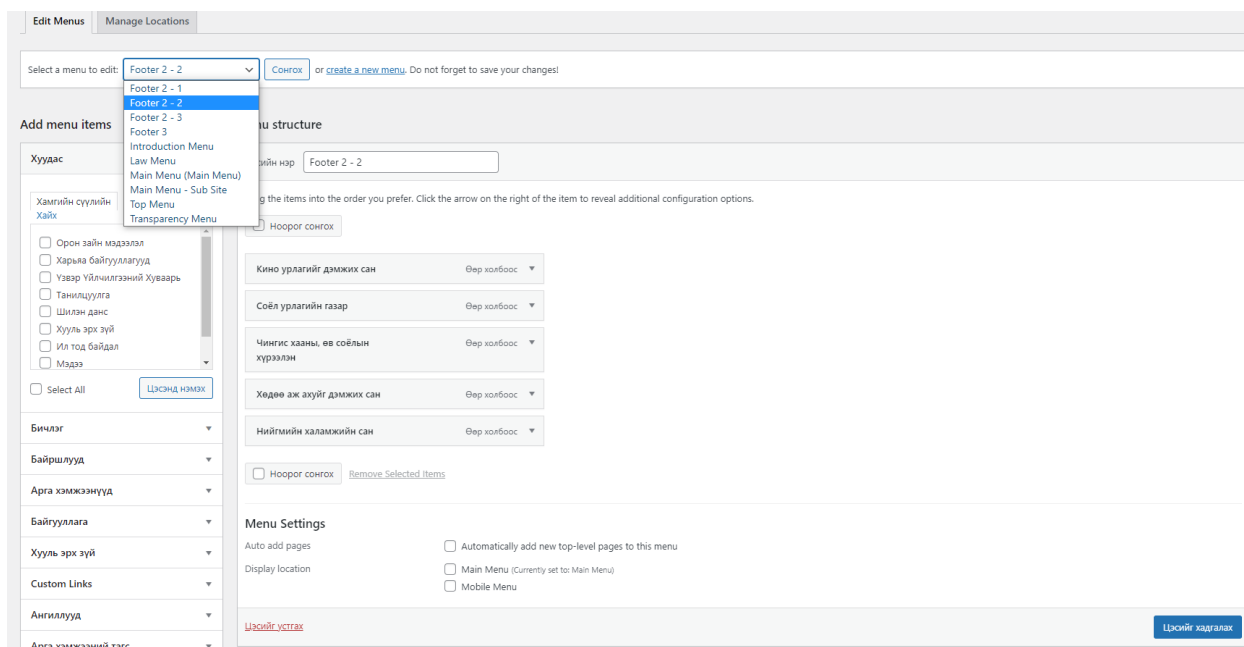 Edit Menus
Manage Locations
Select a menu to edit: Footer 2 - 2 Сонгох or create a new menu. Do not forget to save your changes!
Footer 2 - 1
Footer 2 - 2
Footer 2 - 3
Footer 3
Introduction Menu
Law Menu
Main Menu (Main Menu)
Main Menu - Sub Site
Top Menu
Transparency Menu
Add menu items
Хуудас
Хамгийн сүүлийн
Хайх
Орон зайн мэдээлэл
Харьяа байгууллагууд
Үзвэр Үйлчилгээний Хуваарь
Танилцуулга
Шилэн данс
Хууль эрх зүй
Ил тод байдал
Мэдээ
Select All
Цэсэнд нэмэх
Бичлэг
Байршлууд
Арга хэмжээнүүд
Байгууллага
Хууль эрх зүй
Custom Links
Ангиллууд
Арга хэмжээний тагс
structure
нэр Footer 2 - 2
the items into the order you prefer. Click the arrow on the right of the item to reveal additional configuration options.
Ноорог сонгох
Кино урлагийг дэмжих сан Өөр холбоос
Соёл урлагийн газар Өөр холбоос
Чингис хааны, өв соёлын Өөр холбоос
хүрээлэн
Хөдөө аж ахуйг дэмжих сан Өөр холбоос
Нийгмийн халамжийн сан Өөр холбоос
Ноорог сонгох Remove Selected Items
Menu Settings
Auto add pages Automatically add new top-level pages to this menu
Display location Main Menu (Currently set to: Main Menu)
Mobile Menu
Цэсийг устгах
Цэсийг хадгалах